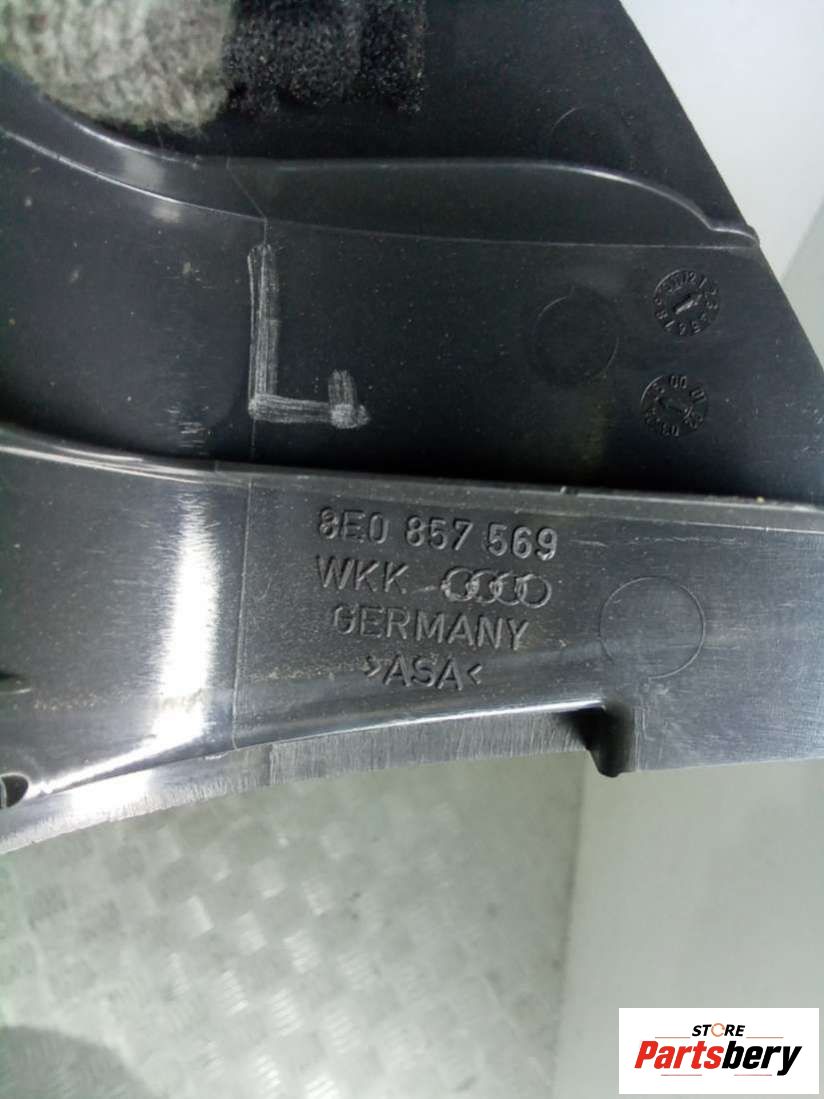 8E0 857 569
WKK
GERMANY
>ASA<
STORE
Partsbery